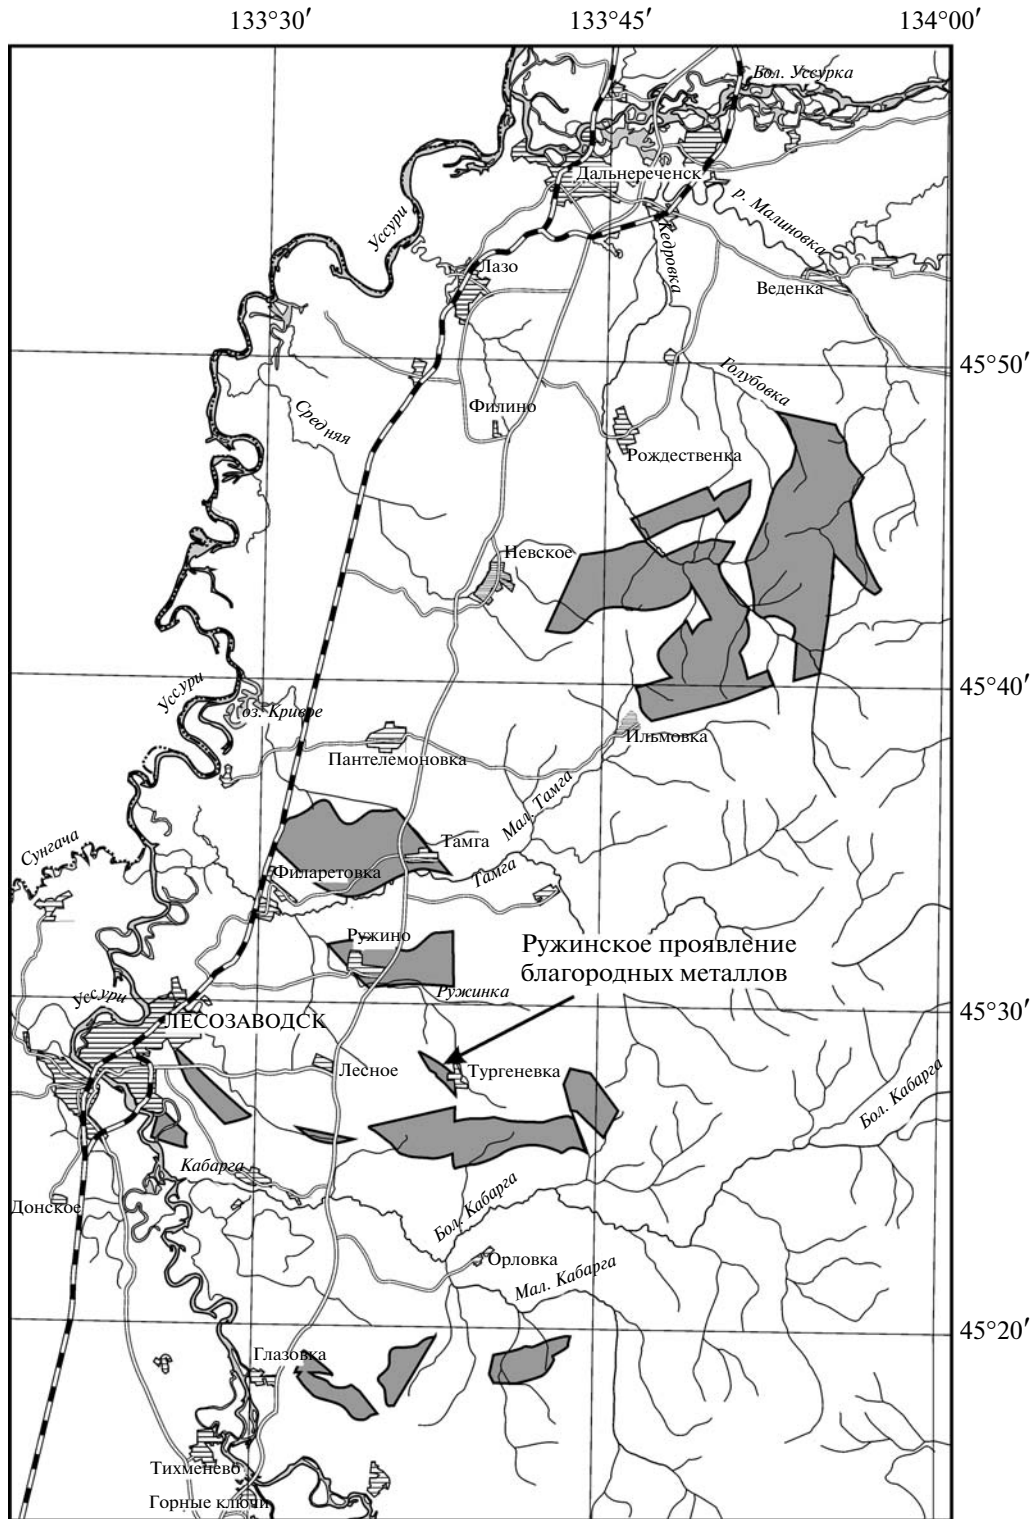 133°30′ 133°45′ 134°00′
Бол. Уссурка
Дальнереченск
р. Малиновка
Уссури
Кедровка
Лазо
Веденка
45°50′
Голубовка
Средняя
Филино
Рождественка
Невское
Уссури
45°40′
оз. Кривре
Ильмовка
Пантелемоновка
Мал. Тамга
Сунгача
Тамга
Филаретовка
Тамга
Ружино
Ружинское проявление
благородных металлов
Уссури
Ружинка
45°30′
ЛЕСОЗАВОДСК
Лесное
Тургеневка
Бол. Кабарга
Кабарга
Донское
Бол. Кабарга
Орловка
Мал. Кабарга
45°20′
Глазовка
Тихменево
Горные ключи